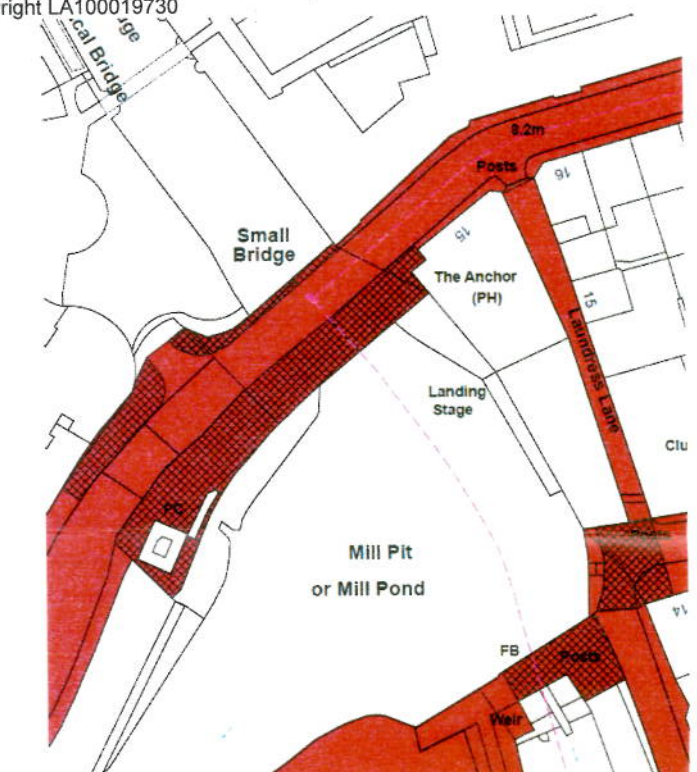 right LA100019730
dge
cal Bridge
8.2m
Posts
16
Small
Bridge
15
The Anchor
(PH)
15
Laundress Lane
Landing
Stage
Clu
PC
Mill Pit
or Mill Pond
14
FB
Posts
Weir